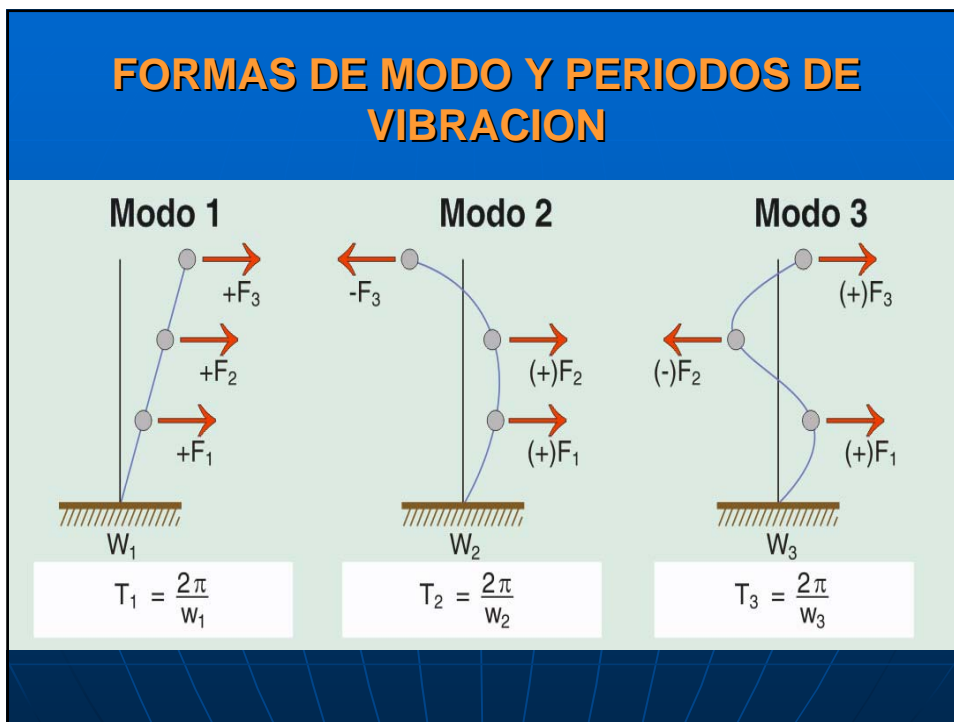 FORMAS DE MODO Y PERIODOS DE
VIBRACION
Modo 1
+F₃
+F₂
+F₁
W₁
T₁ = 2π/w₁
Modo 2
-F₃
(+)F₂
(+)F₁
W₂
T₂ = 2π/w₂
Modo 3
(+)F₃
(-)F₂
(+)F₁
W₃
T₃ = 2π/w₃